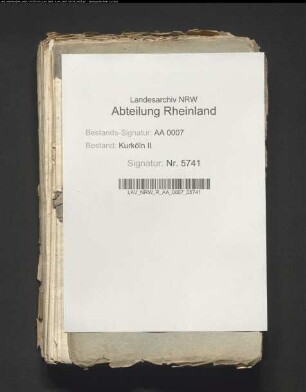 Landesarchiv NRW
Abteilung Rheinland
Bestands-Signatur: AA 0007
Bestand: Kurköln II
Signatur: Nr. 5741
LAV_NRW_R_AA_0007_05741